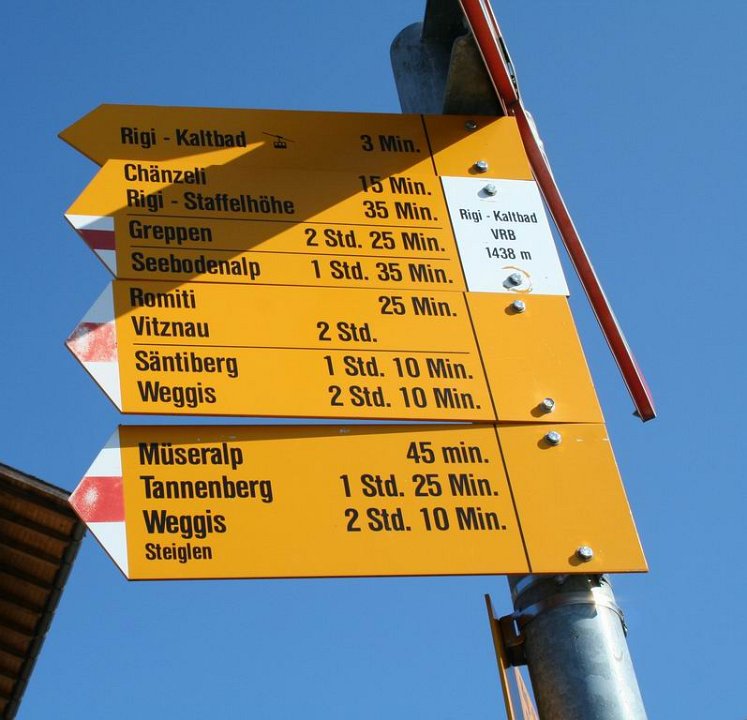 Rigi - Kaltbad 3 Min.
Chänzeli 15 Min.
Rigi - Staffelhöhe 35 Min.
Greppen 2 Std. 25 Min.
Seebodenalp 1 Std. 35 Min.
Rigi - Kaltbad
VRB
1438 m
Romiti 25 Min.
Vitznau 2 Std.
Säntiberg 1 Std. 10 Min.
Weggis 2 Std. 10 Min.
Müseralp 45 min.
Tannenberg 1 Std. 25 Min.
Weggis 2 Std. 10 Min.
Steiglen